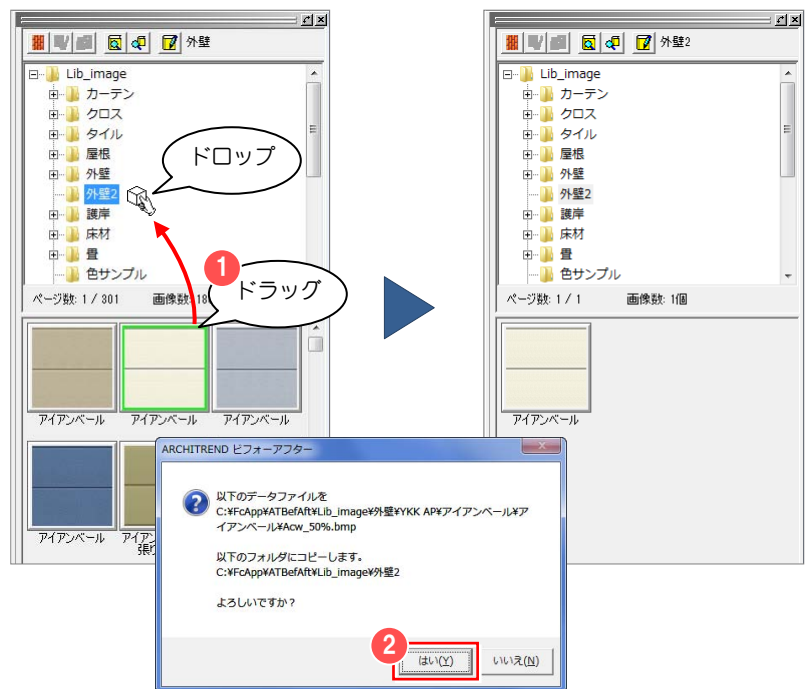 外壁
Lib_image
カーテン
クロス
タイル
屋根
外壁
外壁2
護岸
床材
畳
色サンプル
ドロップ
1
ドラッグ
ページ数: 1 / 301 画像数: 18
アイアンベール アイアンベール アイアンベール
アイアンベール アイアン
張り
外壁2
Lib_image
カーテン
クロス
タイル
屋根
外壁
外壁2
護岸
床材
畳
色サンプル
ページ数: 1 / 1 画像数: 1個
アイアンベール
ARCHITREND ビフォーアフター
以下のデータファイルを
C:¥FcApp¥ATBefAft¥Lib_image¥外壁¥YKK AP¥アイアンベール¥ア
イアンベール¥Acw_50%.bmp
以下のフォルダにコピーします。
C:¥FcApp¥ATBefAft¥Lib_image¥外壁2
よろしいですか？
2
はい(Y) いいえ(N)